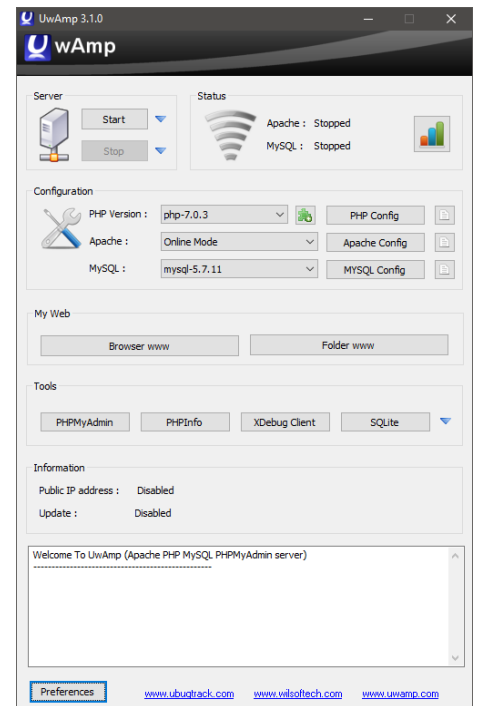 UwAmp 3.1.0
UwAmp
Server
Status
Start
Stop
Apache : Stopped
MySQL : Stopped
Configuration
PHP Version : php-7.0.3 PHP Config
Apache : Online Mode Apache Config
MySQL : mysql-5.7.11 MYSQL Config
My Web
Browser www Folder www
Tools
PHPMyAdmin PHPInfo XDebug Client SQLite
Information
Public IP address : Disabled
Update : Disabled
Welcome To UwAmp (Apache PHP MySQL PHPMyAdmin server)
--------------------------------------------------
Preferences www.ubugtrack.com www.wilsoftech.com www.uwamp.com